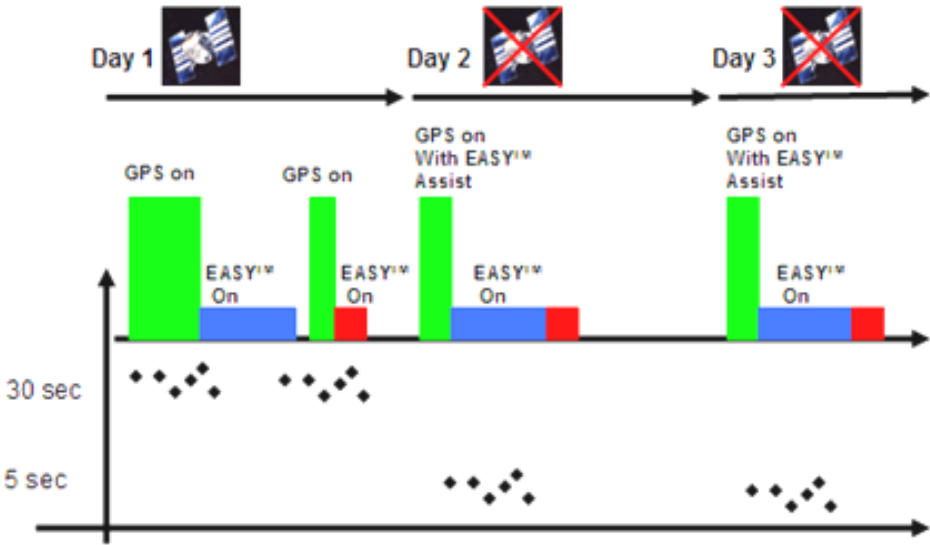 Day 1
Day 2
Day 3
GPS on
GPS on
GPS on
With EASY™
Assist
GPS on
With EASY™
Assist
EASY™
On
EASY™
On
EASY™
On
EASY™
On
30 sec
5 sec